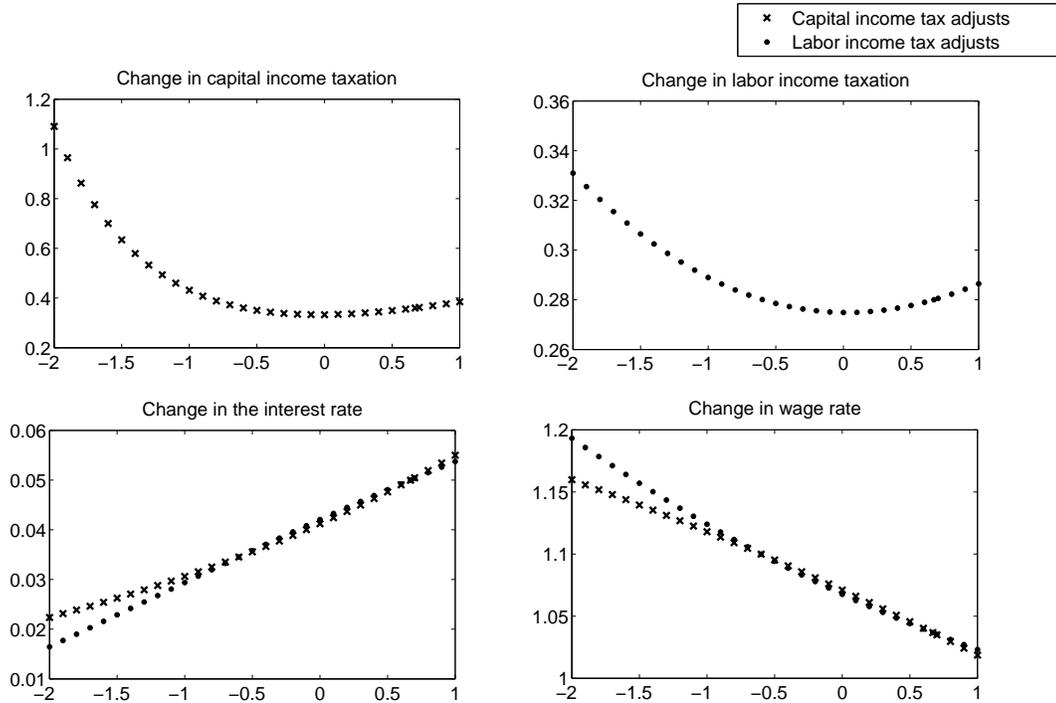 Capital income tax adjusts
Labor income tax adjusts
Change in capital income taxation
1.2
1
0.8
0.6
0.4
0.2
−2 −1.5 −1 −0.5 0 0.5 1
Change in labor income taxation
0.36
0.34
0.32
0.3
0.28
0.26
−2 −1.5 −1 −0.5 0 0.5 1
Change in the interest rate
0.06
0.05
0.04
0.03
0.02
0.01
−2 −1.5 −1 −0.5 0 0.5 1
Change in wage rate
1.2
1.15
1.1
1.05
1
−2 −1.5 −1 −0.5 0 0.5 1